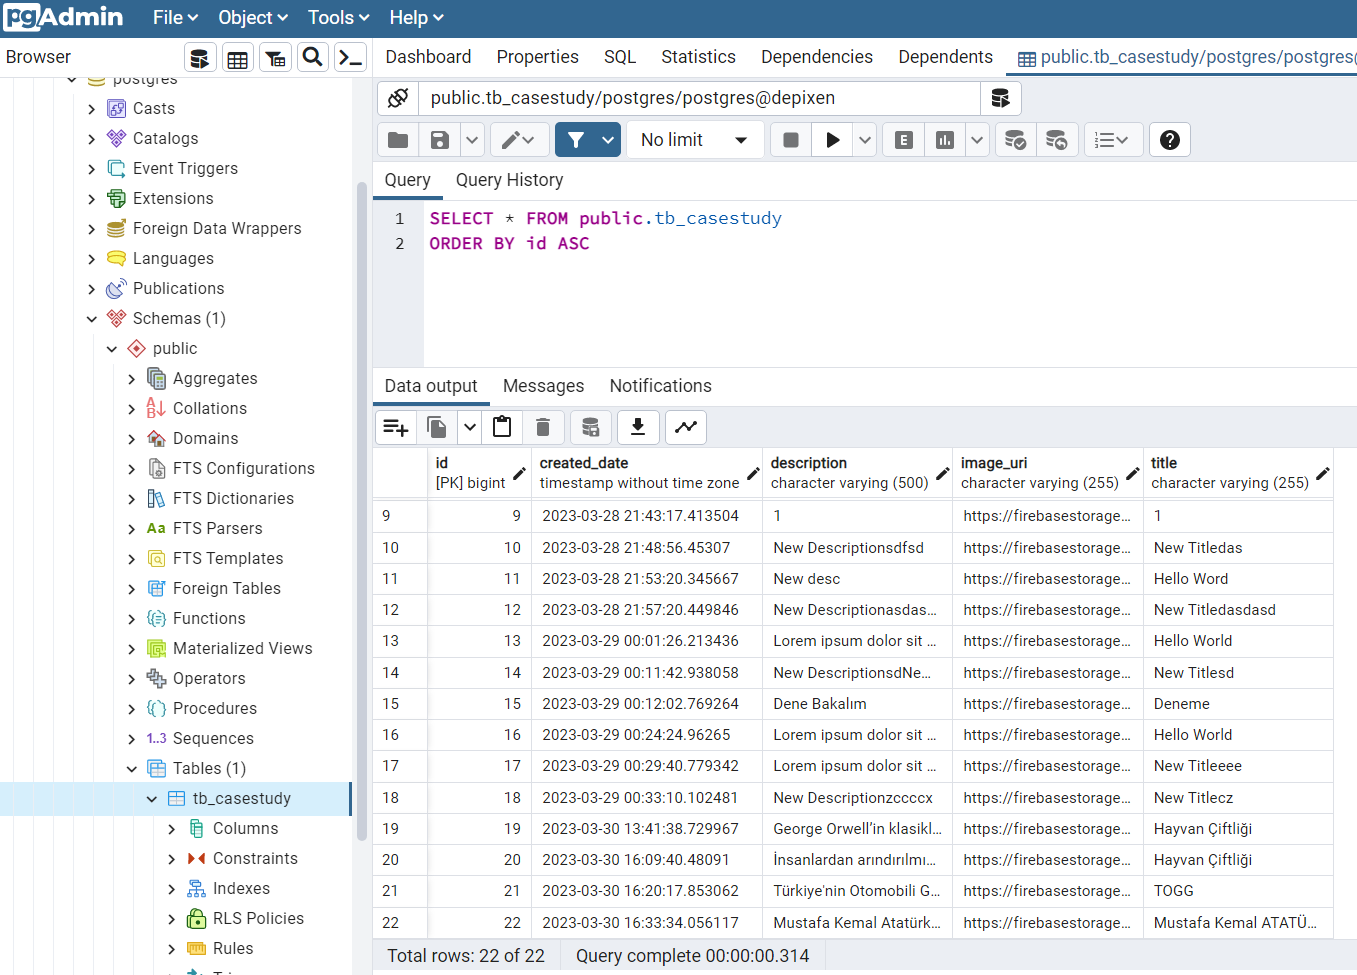 pgAdmin File Object Tools Help
Browser
Dashboard Properties SQL Statistics Dependencies Dependents public.tb_casestudy/postgres/postgres@
postgres
Casts
Catalogs
Event Triggers
Extensions
Foreign Data Wrappers
Languages
Publications
Schemas (1)
public
Aggregates
Collations
Domains
FTS Configurations
FTS Dictionaries
Aa FTS Parsers
FTS Templates
Foreign Tables
Functions
Materialized Views
Operators
Procedures
1..3 Sequences
Tables (1)
tb_casestudy
Columns
Constraints
Indexes
RLS Policies
Rules
public.tb_casestudy/postgres/postgres@depixen
No limit
E
Query Query History
1 SELECT * FROM public.tb_casestudy
2 ORDER BY id ASC
Data output Messages Notifications
id created_date description image_uri title
[PK] bigint timestamp without time zone character varying (500) character varying (255) character varying (255)
9 9 2023-03-28 21:43:17.413504 1 https://firebasestorage... 1
10 10 2023-03-28 21:48:56.45307 New Descriptionsdfsd https://firebasestorage... New Titledas
11 11 2023-03-28 21:53:20.345667 New desc https://firebasestorage... Hello Word
12 12 2023-03-28 21:57:20.449846 New Descriptionasdas... https://firebasestorage... New Titledasdasd
13 13 2023-03-29 00:01:26.213436 Lorem ipsum dolor sit ... https://firebasestorage... Hello World
14 14 2023-03-29 00:11:42.938058 New DescriptionsdNe... https://firebasestorage... New Titlesd
15 15 2023-03-29 00:12:02.769264 Dene Bakalım https://firebasestorage... Deneme
16 16 2023-03-29 00:24:24.96265 Lorem ipsum dolor sit ... https://firebasestorage... Hello World
17 17 2023-03-29 00:29:40.779342 Lorem ipsum dolor sit ... https://firebasestorage... New Titleeee
18 18 2023-03-29 00:33:10.102481 New Descriptionzccccx https://firebasestorage... New Titlecz
19 19 2023-03-30 13:41:38.729967 George Orwell’in klasikl... https://firebasestorage... Hayvan Çiftliği
20 20 2023-03-30 16:09:40.48091 İnsanlardan arındırılmı... https://firebasestorage... Hayvan Çiftliği
21 21 2023-03-30 16:20:17.853062 Türkiye'nin Otomobili G... https://firebasestorage... TOGG
22 22 2023-03-30 16:33:34.056117 Mustafa Kemal Atatürk... https://firebasestorage... Mustafa Kemal ATATÜ...
Total rows: 22 of 22 Query complete 00:00:00.314